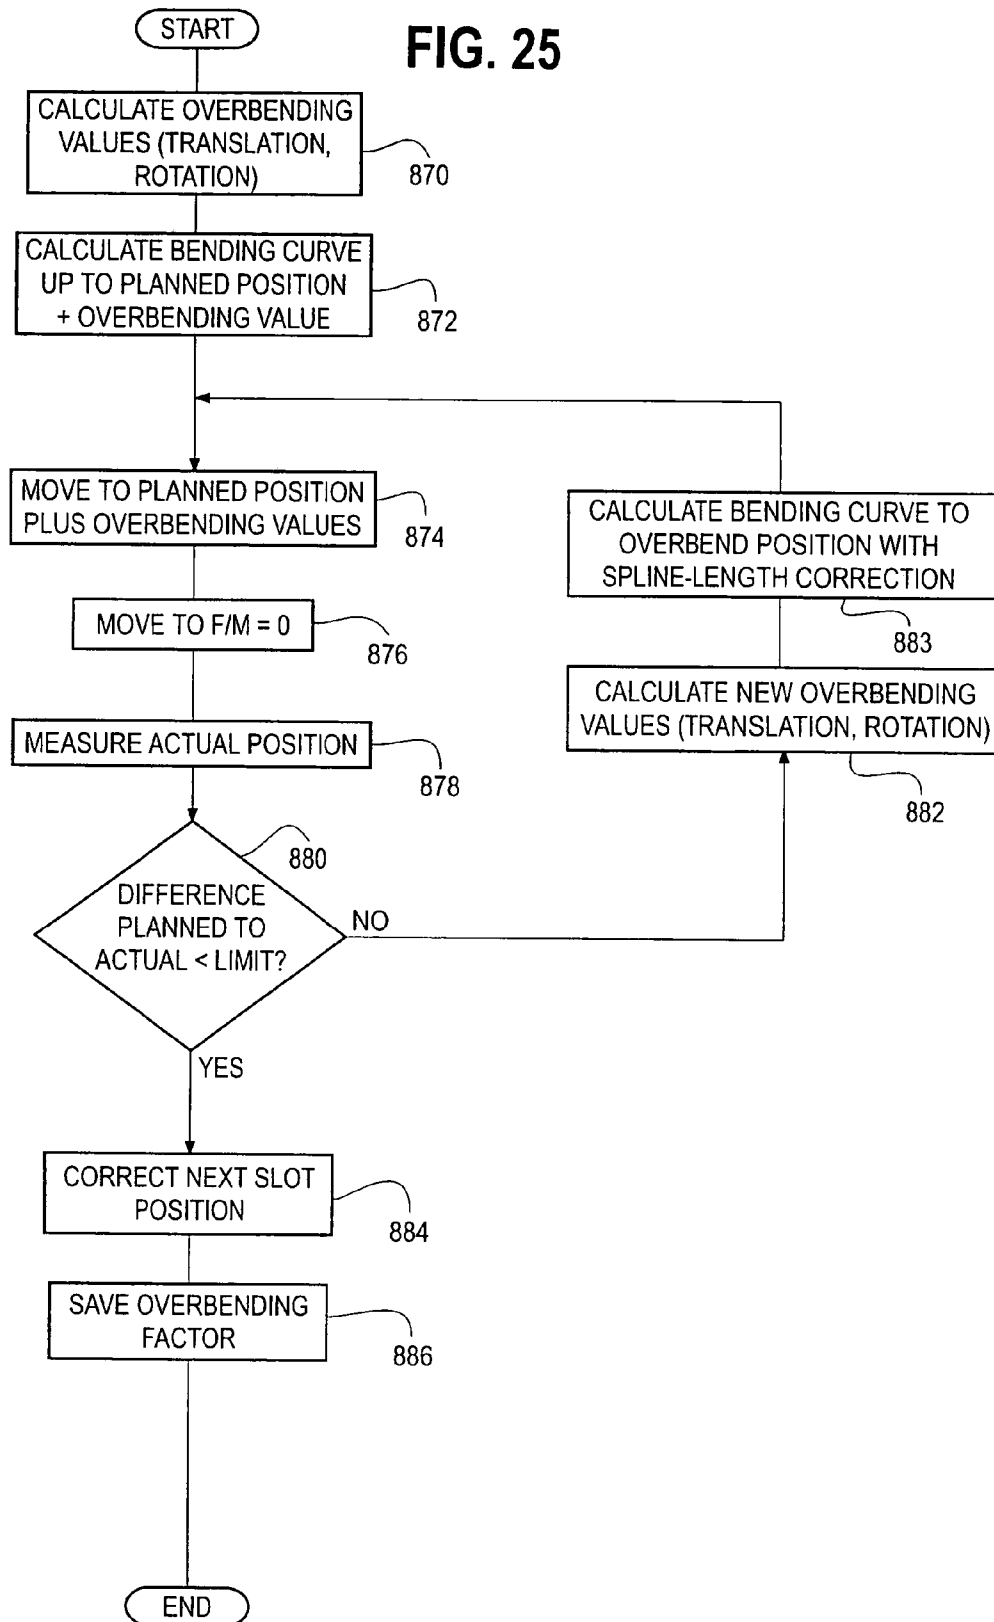 START
FIG. 25
CALCULATE OVERBENDING
VALUES (TRANSLATION,
ROTATION)
870
CALCULATE BENDING CURVE
UP TO PLANNED POSITION
+ OVERBENDING VALUE
872
MOVE TO PLANNED POSITION
PLUS OVERBENDING VALUES
874
MOVE TO F/M = 0
876
MEASURE ACTUAL POSITION
878
DIFFERENCE
PLANNED TO
ACTUAL < LIMIT?
880
NO
CALCULATE BENDING CURVE TO
OVERBEND POSITION WITH
SPLINE-LENGTH CORRECTION
883
CALCULATE NEW OVERBENDING
VALUES (TRANSLATION, ROTATION)
882
YES
CORRECT NEXT SLOT
POSITION
884
SAVE OVERBENDING
FACTOR
886
END